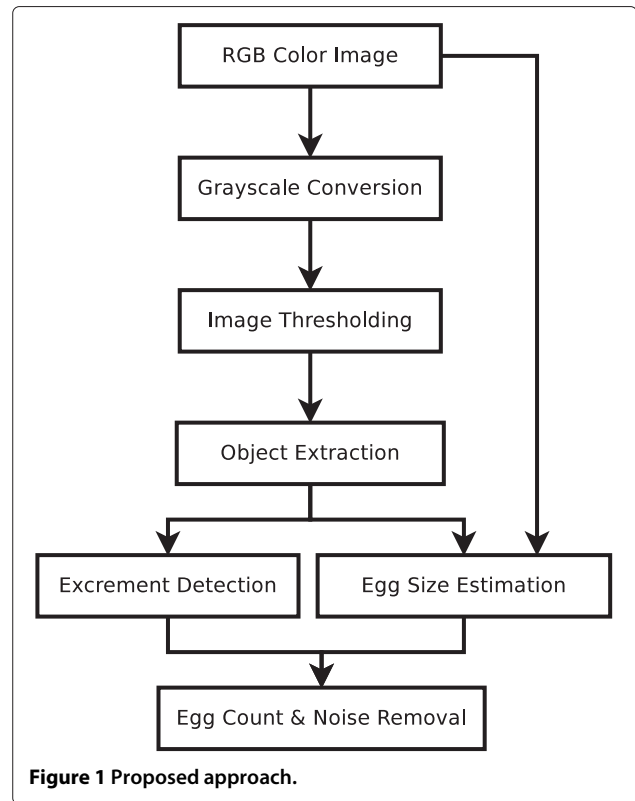 RGB Color Image
Grayscale Conversion
Image Thresholding
Object Extraction
Excrement Detection
Egg Size Estimation
Egg Count & Noise Removal
Figure 1 Proposed approach.